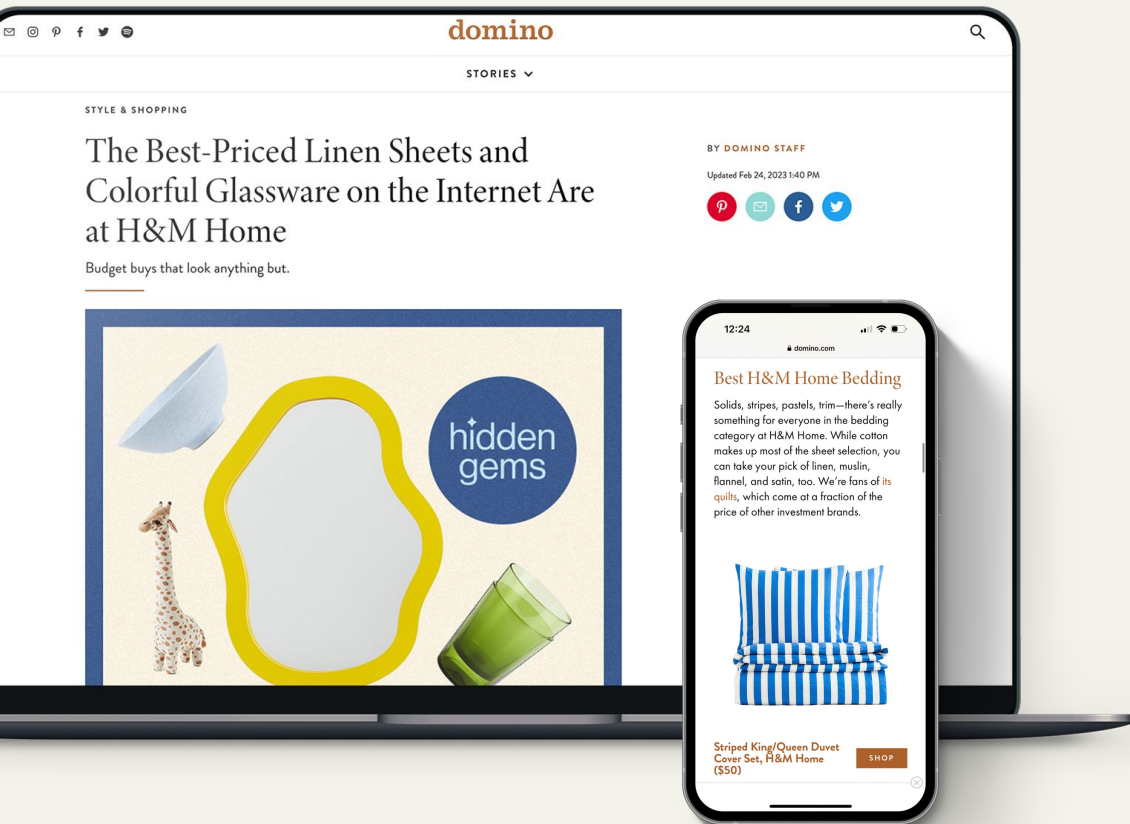 domino
STORIES
STYLE & SHOPPING
The Best-Priced Linen Sheets and
Colorful Glassware on the Internet Are
at H&M Home
Budget buys that look anything but.
BY DOMINO STAFF
Updated Feb 24, 2023 1:40 PM
hidden
gems
12:24
domino.com
Best H&M Home Bedding
Solids, stripes, pastels, trim—there's really
something for everyone in the bedding
category at H&M Home. While cotton
makes up most of the sheet selection, you
can take your pick of linen, muslin,
flannel, and satin, too. We're fans of its
quilts, which come at a fraction of the
price of other investment brands.
Striped King/Queen Duvet
Cover Set, H&M Home
($50)
SHOP